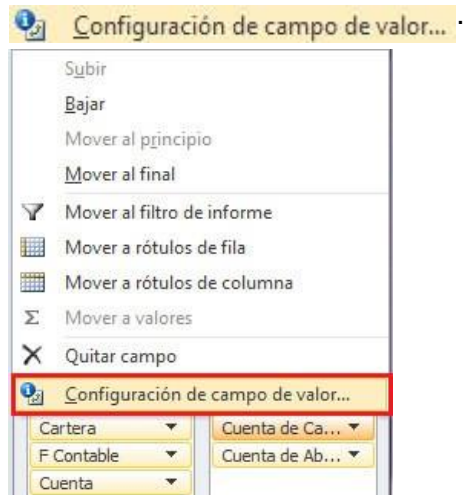 Configuración de campo de valor... .
Subir
Bajar
Mover al principio
Mover al final
Mover al filtro de informe
Mover a rótulos de fila
Mover a rótulos de columna
Σ Mover a valores
Quitar campo
Configuración de campo de valor...
Cartera Cuenta de Ca...
F Contable Cuenta de Ab...
Cuenta